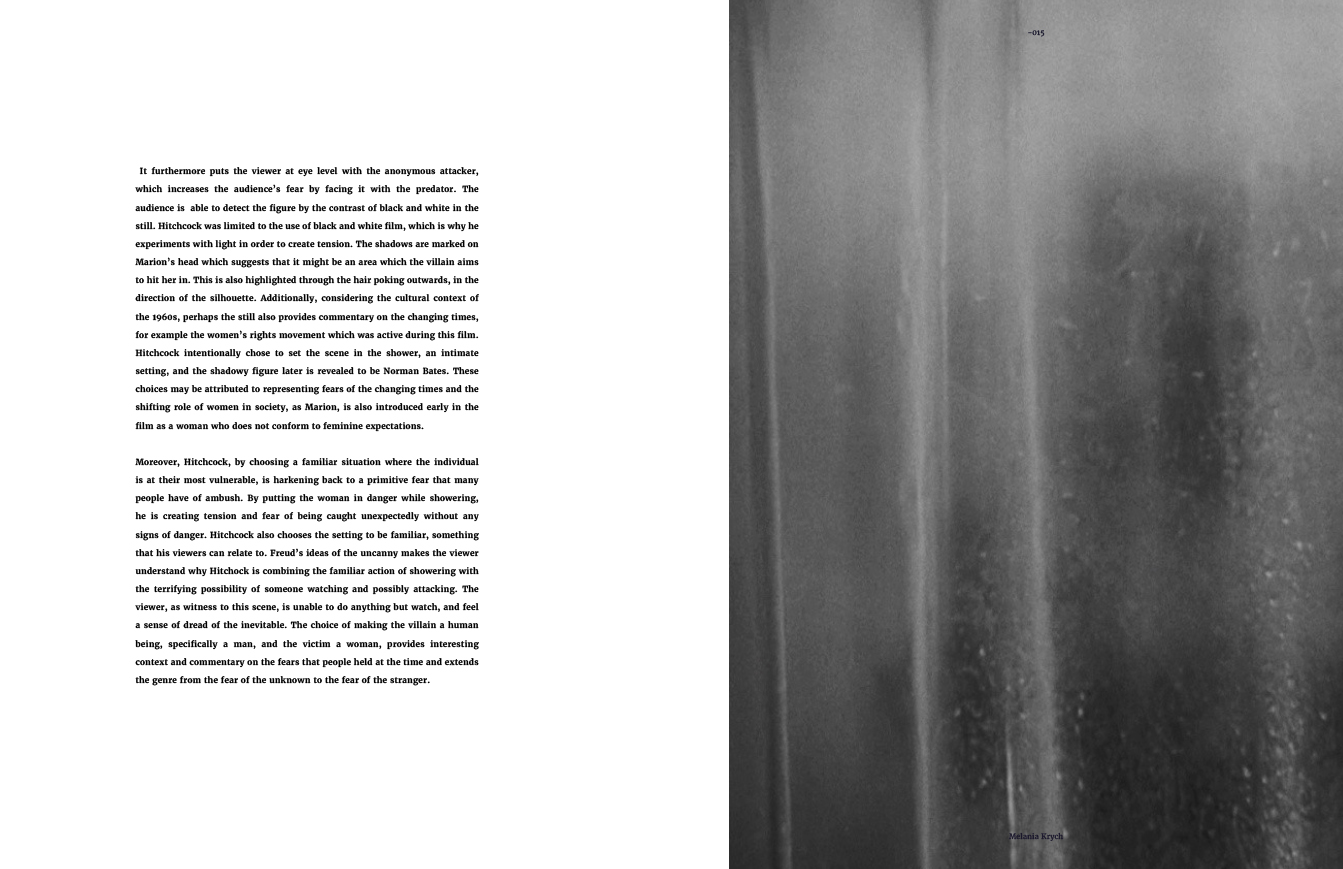 It furthermore puts the viewer at eye level with the anonymous attacker,
which increases the audience's fear by facing it with the predator. The
audience is able to detect the figure by the contrast of black and white in the
still. Hitchcock was limited to the use of black and white film, which is why he
experiments with light in order to create tension. The shadows are marked on
Marion's head which suggests that it might be an area which the villain aims
to hit her in. This is also highlighted through the hair poking outwards, in the
direction of the silhouette. Additionally, considering the cultural context of
the 1960s, perhaps the still also provides commentary on the changing times,
for example the women's rights movement which was active during this film.
Hitchcock intentionally chose to set the scene in the shower, an intimate
setting, and the shadowy figure later is revealed to be Norman Bates. These
choices may be attributed to representing fears of the changing times and the
shifting role of women in society, as Marion, is also introduced early in the
film as a woman who does not conform to feminine expectations.
Moreover, Hitchcock, by choosing a familiar situation where the individual
is at their most vulnerable, is harkening back to a primitive fear that many
people have of ambush. By putting the woman in danger while showering,
he is creating tension and fear of being caught unexpectedly without any
signs of danger. Hitchcock also chooses the setting to be familiar, something
that his viewers can relate to. Freud's ideas of the uncanny makes the viewer
understand why Hitchock is combining the familiar action of showering with
the terrifying possibility of someone watching and possibly attacking. The
viewer, as witness to this scene, is unable to do anything but watch, and feel
a sense of dread of the inevitable. The choice of making the villain a human
being, specifically a man, and the victim a woman, provides interesting
context and commentary on the fears that people held at the time and extends
the genre from the fear of the unknown to the fear of the stranger.
-015
Melania Krych